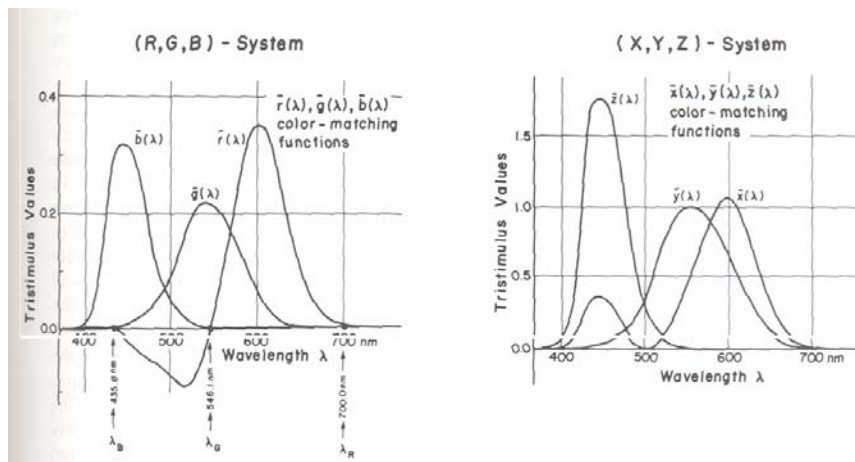 (R,G,B) - System
r̄(λ), ḡ(λ), b̄(λ)
color-matching
functions
b̄(λ)
r̄(λ)
ḡ(λ)
Tristimulus Values
0.4
0.2
0.0
400
500
600
700 nm
Wavelength λ
435.8 nm
546.1 nm
700.0 nm
λB
λG
λR
(X,Y,Z) - System
x̄(λ), ȳ(λ), z̄(λ)
color-matching
functions
z̄(λ)
ȳ(λ)
x̄(λ)
Tristimulus Values
1.5
1.0
0.5
0.0
400
500
600
700 nm
Wavelength λ